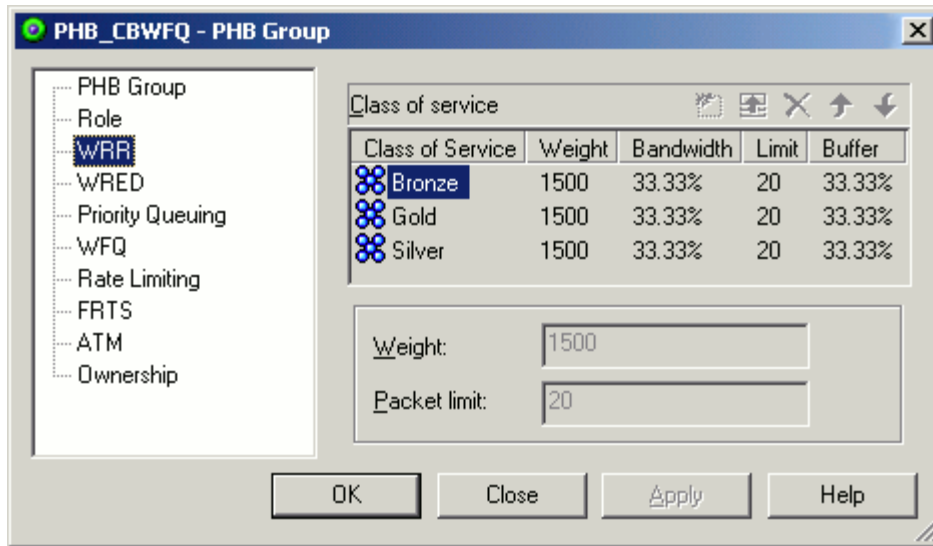 PHB_CBWFQ - PHB Group
PHB Group
Role
WRR
WRED
Priority Queuing
WFQ
Rate Limiting
FRTS
ATM
Ownership
Class of service
Class of Service Weight Bandwidth Limit Buffer
Bronze 1500 33.33% 20 33.33%
Gold 1500 33.33% 20 33.33%
Silver 1500 33.33% 20 33.33%
Weight: 1500
Packet limit: 20
OK Close Apply Help